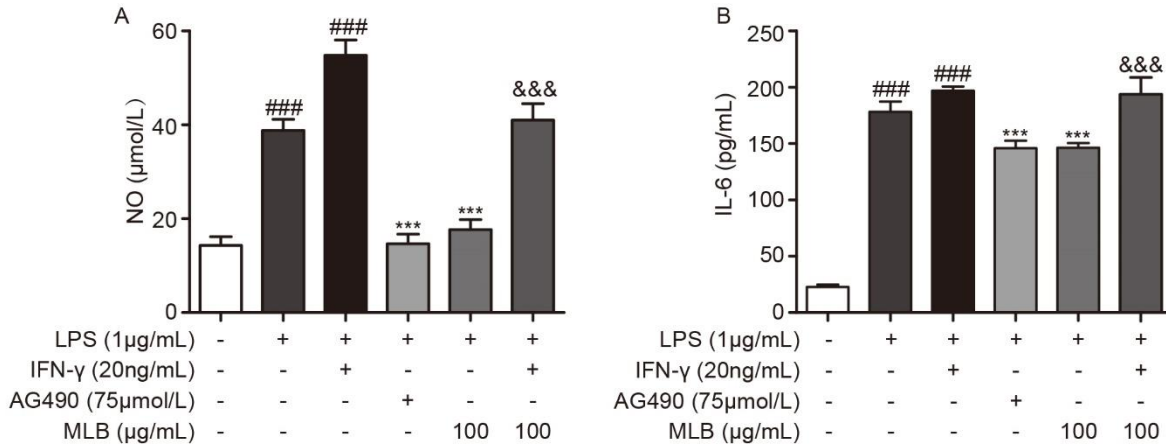 A
NO (μmol/L)
60
40
20
0
###
###
***
***
&&&
LPS (1μg/mL) - + + + + +
IFN-γ (20ng/mL) - - + - - +
AG490 (75μmol/L) - - - + - -
MLB (μg/mL) - - - - 100 100
B
IL-6 (pg/mL)
250
200
150
100
50
0
###
###
***
***
&&&
LPS (1μg/mL) - + + + + +
IFN-γ (20ng/mL) - - + - - +
AG490 (75μmol/L) - - - + - -
MLB (μg/mL) - - - - 100 100